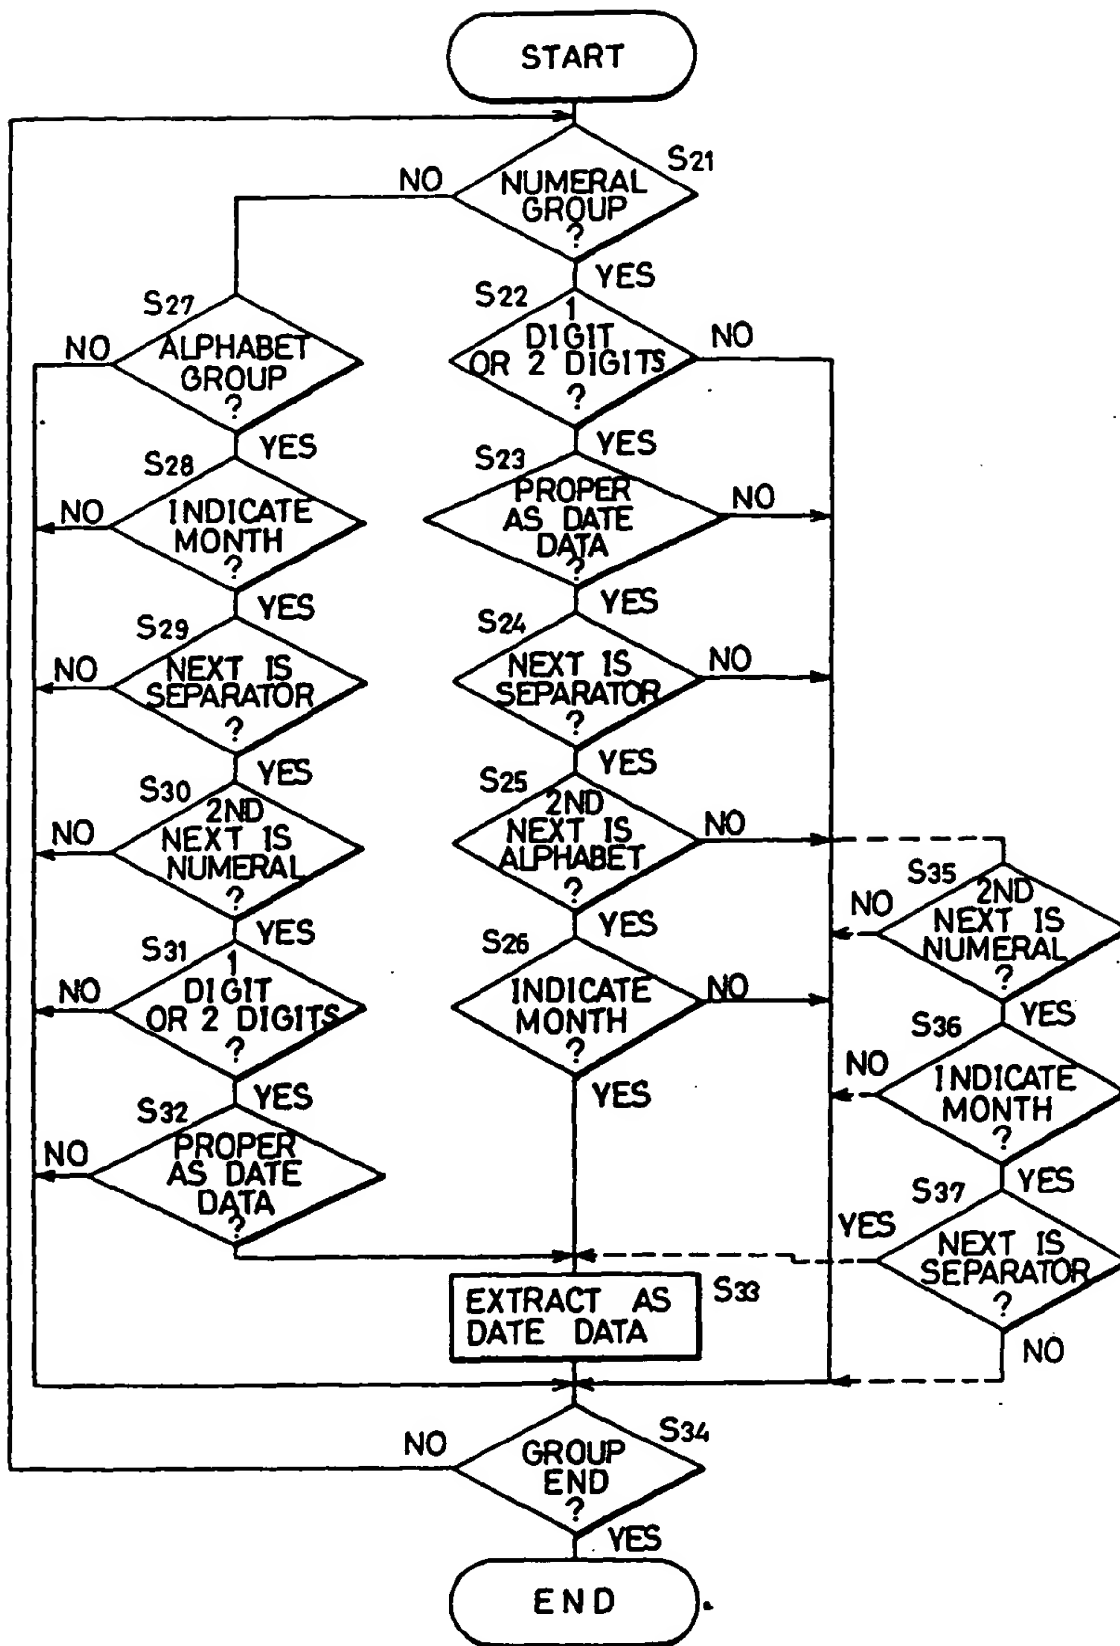 START
S21
NO
NUMERAL
GROUP
?
YES
S27
NO
ALPHABET
GROUP
?
YES
S22
1
DIGIT
OR 2 DIGITS
?
NO
YES
S28
NO
INDICATE
MONTH
?
YES
S23
PROPER
AS DATE
DATA
?
NO
YES
S29
NO
NEXT IS
SEPARATOR
?
YES
S24
NEXT IS
SEPARATOR
?
NO
YES
S30
NO
2ND
NEXT IS
NUMERAL
?
YES
S25
2ND
NEXT IS
ALPHABET
?
NO
YES
S35
NO
2ND
NEXT IS
NUMERAL
?
YES
S31
NO
1
DIGIT
OR 2 DIGITS
?
YES
S26
INDICATE
MONTH
?
NO
YES
S36
NO
INDICATE
MONTH
?
YES
S32
NO
PROPER
AS DATE
DATA
?
S37
YES
NEXT IS
SEPARATOR
?
NO
S33
EXTRACT AS
DATE DATA
S34
NO
GROUP
END
?
YES
END